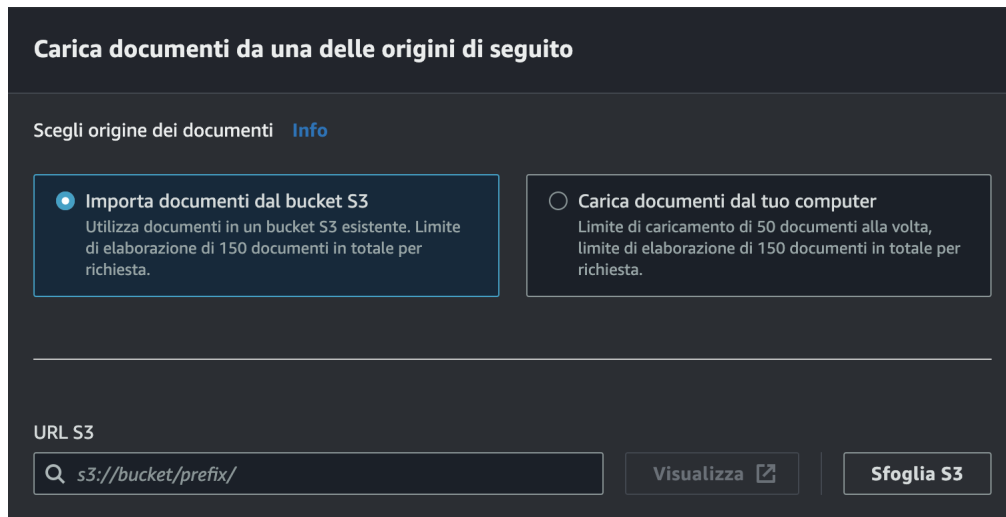 Carica documenti da una delle origini di seguito
Scegli origine dei documenti Info
Importa documenti dal bucket S3
Utilizza documenti in un bucket S3 esistente. Limite
di elaborazione di 150 documenti in totale per
richiesta.
Carica documenti dal tuo computer
Limite di caricamento di 50 documenti alla volta,
limite di elaborazione di 150 documenti in totale per
richiesta.
URL S3
s3://bucket/prefix/
Visualizza
Sfoglia S3